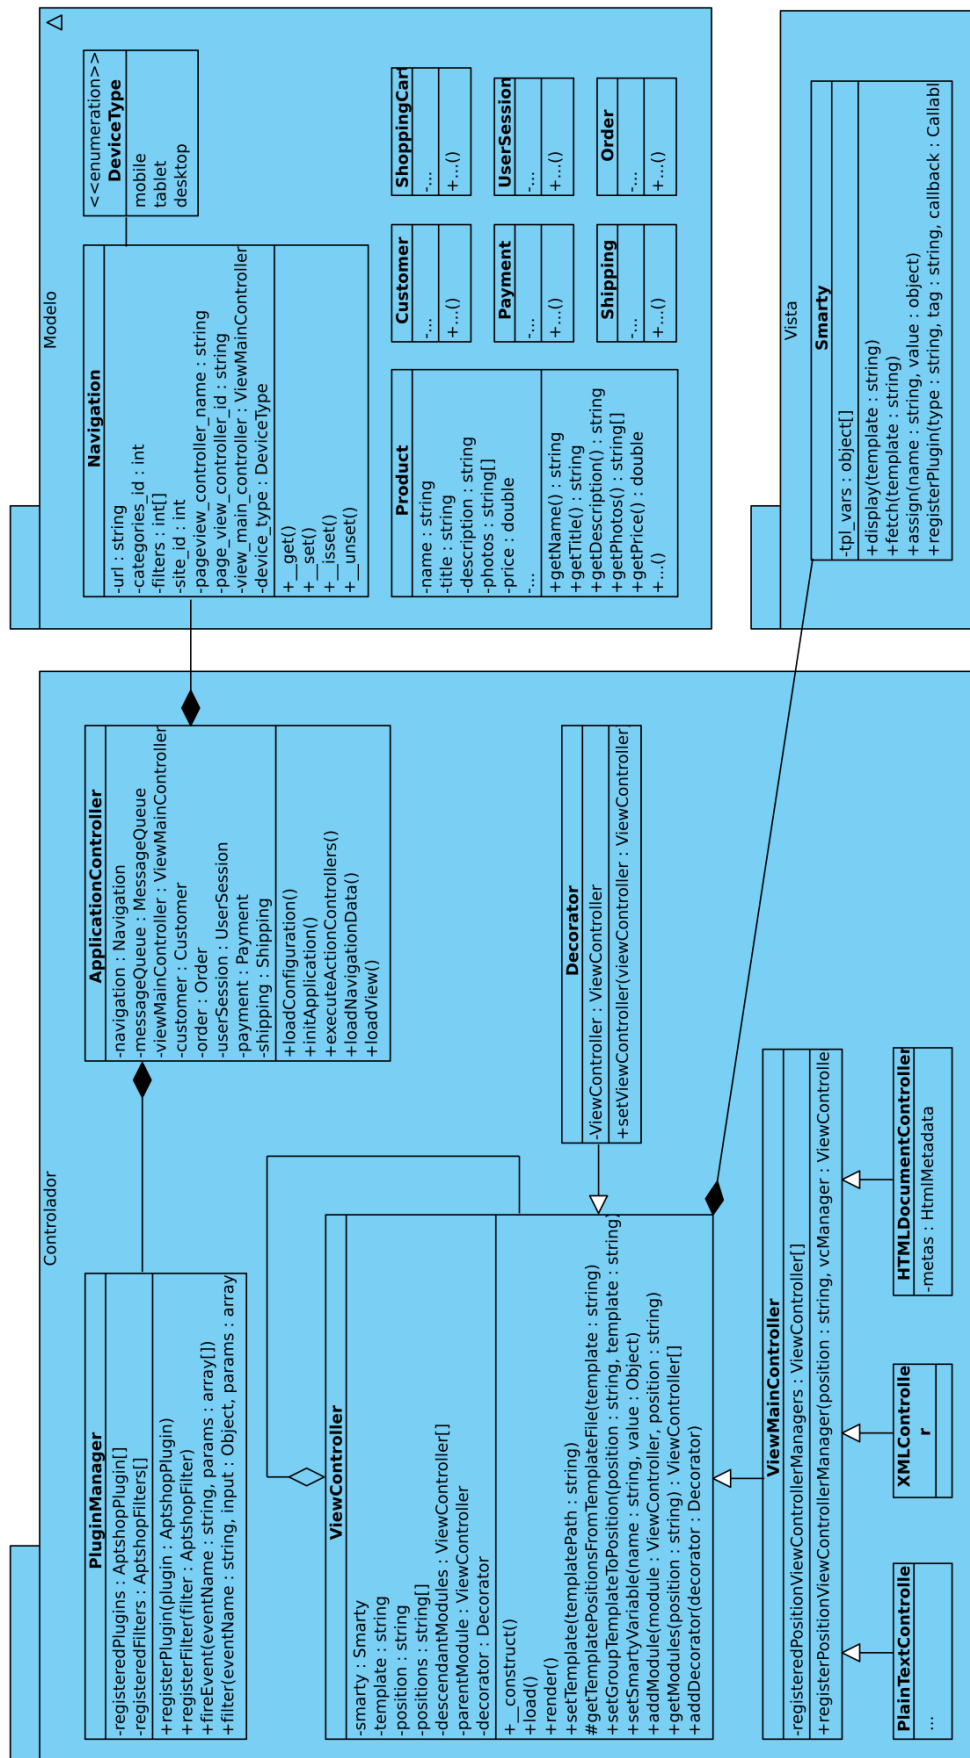 Controlador
PluginManager
-registeredPlugins : AptshopPlugin[]
-registeredFilters : AptshopFilters[]
+registerPlugin(plugin : AptshopPlugin)
+registerFilter(filter : AptshopFilter)
+fireEvent(eventName : string, params : array[])
+filter(eventName : string, input : Object, params : array
ApplicationController
-navigation : Navigation
-messageQueue : MessageQueue
-viewMainController : ViewMainController
-customer : Customer
-order : Order
-userSession : UserSession
-payment : Payment
-shipping : Shipping
+loadConfiguration()
+initApplication()
+executeActionControllers()
+loadNavigationData()
+loadView()
ViewController
-smarty : Smarty
-template : string
-position : string
-positions : string[]
-descendantModules : ViewController[]
-parentModule : ViewController
-decorator : Decorator
+__construct()
+load()
+render()
+setTemplate(templatePath : string)
#getTemplatePositionsFromTemplateFile(template : string)
+setGroupTemplateToPosition(position : string, template : string)
+setSmartyVariable(name : string, value : Object)
+addModule(module : ViewController, position : string)
+getModules(position : string) : ViewController[]
+addDecorator(decorator : Decorator)
Decorator
-ViewController : ViewController
+setViewController(viewController : ViewController)
ViewMainController
-registeredPositionViewControllerManagers : ViewController[]
+registerPositionViewControllerManager(position : string, vcManager : ViewController
PlainTextController
...
XMLControlle
r
HTMLDocumentController
-metas : HtmlMetadata
Modelo
Navigation
-url : string
-categories_id : int
-filters : int[]
-site_id : int
-pageview_controller_name : string
-page_view_controller_id : string
-view_main_controller : ViewMainController
-device_type : DeviceType
+__get()
+__set()
+__isset()
+__unset()
<<enumeration>>
DeviceType
mobile
tablet
desktop
Product
-name : string
-title : string
-description : string
-photos : string[]
-price : double
-...
+getName() : string
+getTitle() : string
+getDescription() : string
+getPhotos() : string[]
+getPrice() : double
+...()
Customer
-...
+...()
ShoppingCart
-...
+...()
Payment
-...
+...()
UserSession
-...
+...()
Shipping
-...
+...()
Order
-...
+...()
Vista
Smarty
-tpl_vars : object[]
+display(template : string)
+fetch(template : string)
+assign(name : string, value : object)
+registerPlugin(type : string, tag : string, callback : Callabl